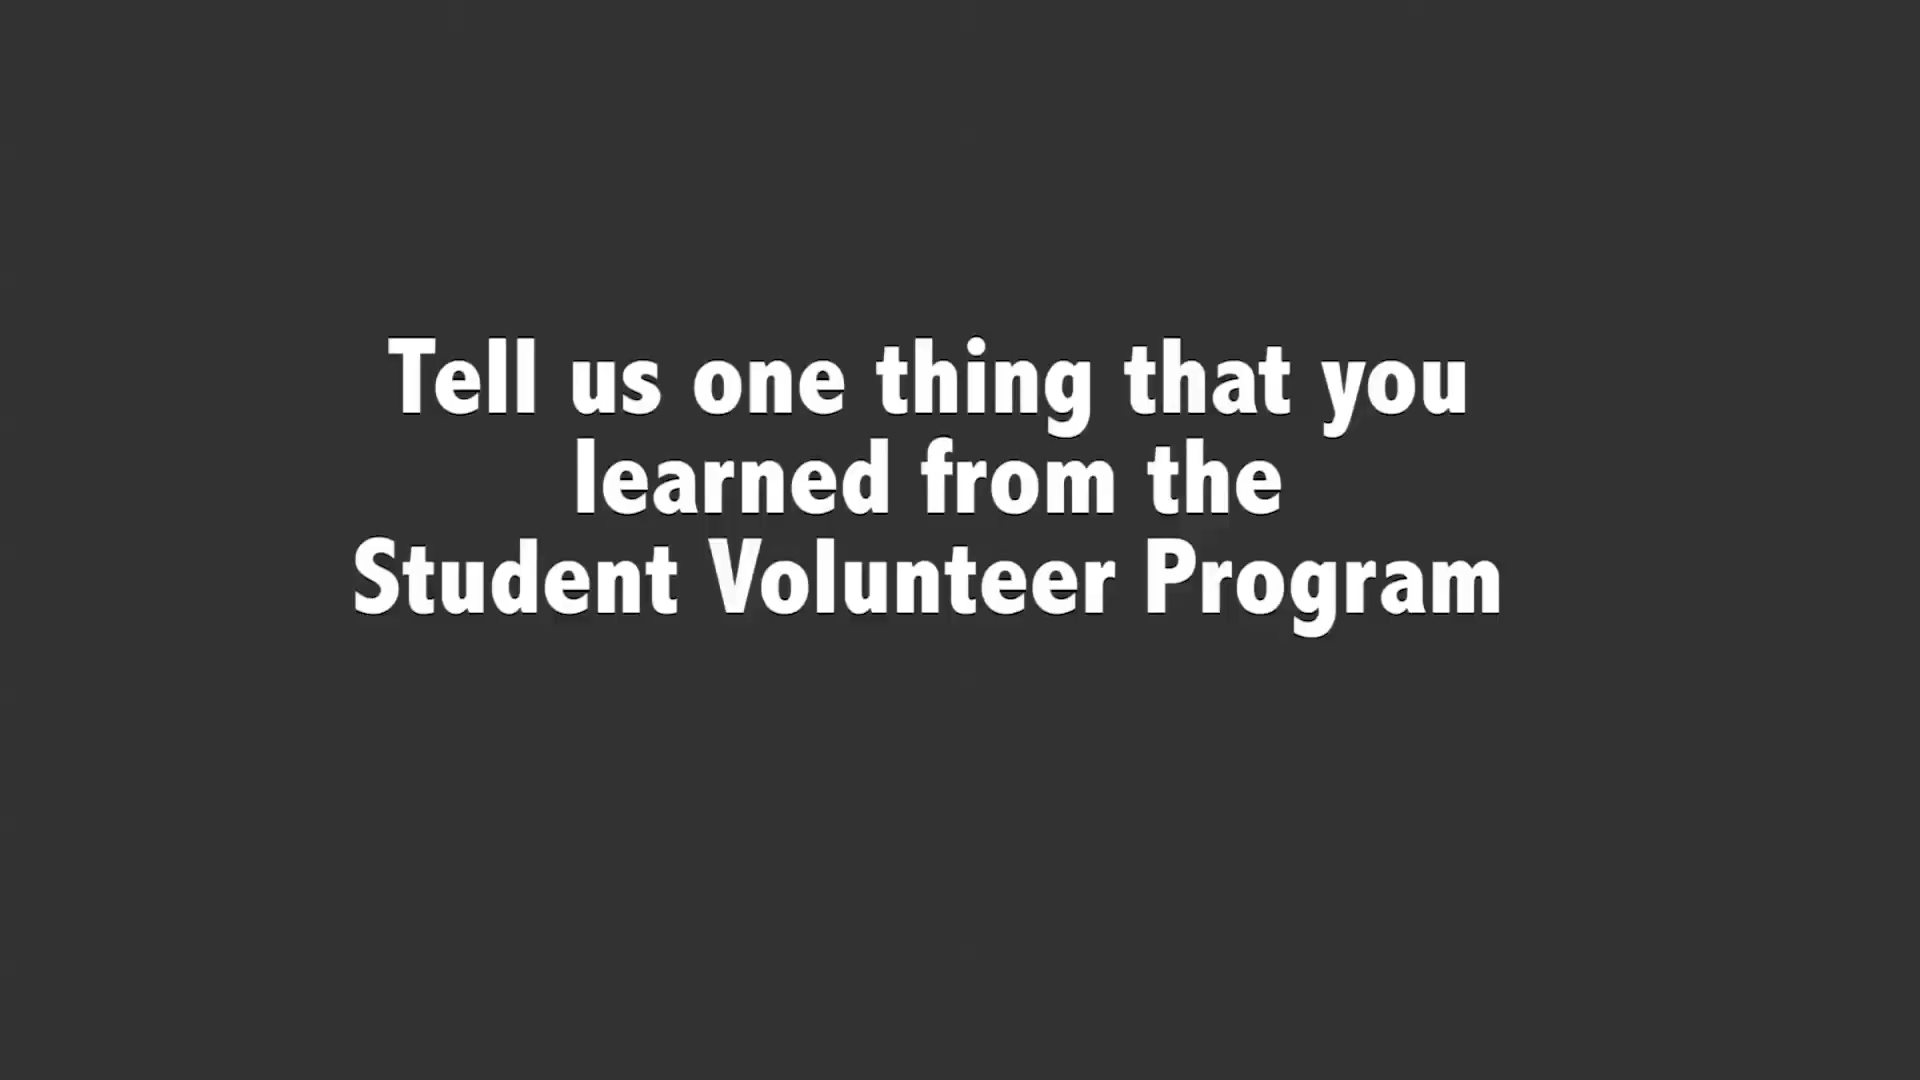 Tell us one thing that you
learned from the
Student Volunteer Program